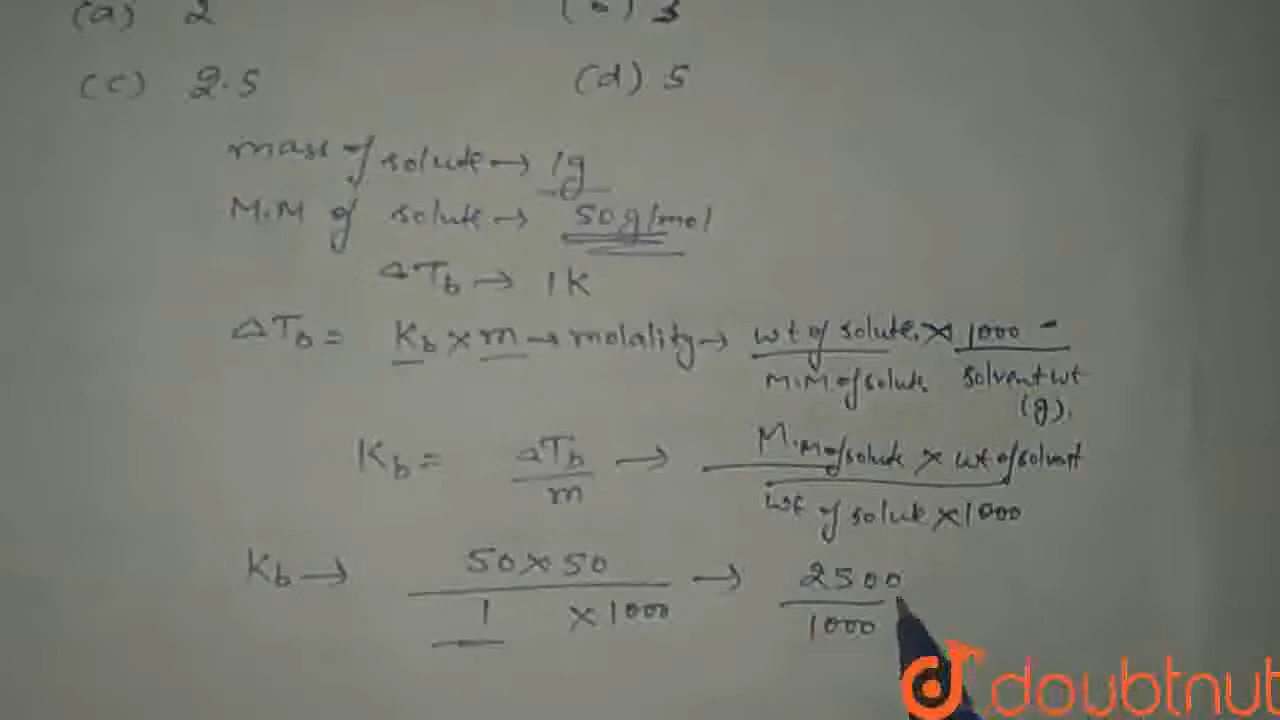 (a) 2 (b) 3
(c) 2.5 (d) 5
mass of solute → 1g
M.M of solute → 50 g/mol
ΔTb → 1K
ΔTb = Kb × m → molality → wt of solute × 1000
M.M of solute solvent wt
(g).
Kb = ΔTb → M.M of solute × wt of solvent
m wt of solute × 1000
Kb → 50 × 50 → 2500
1 × 1000 1000
doubtnut